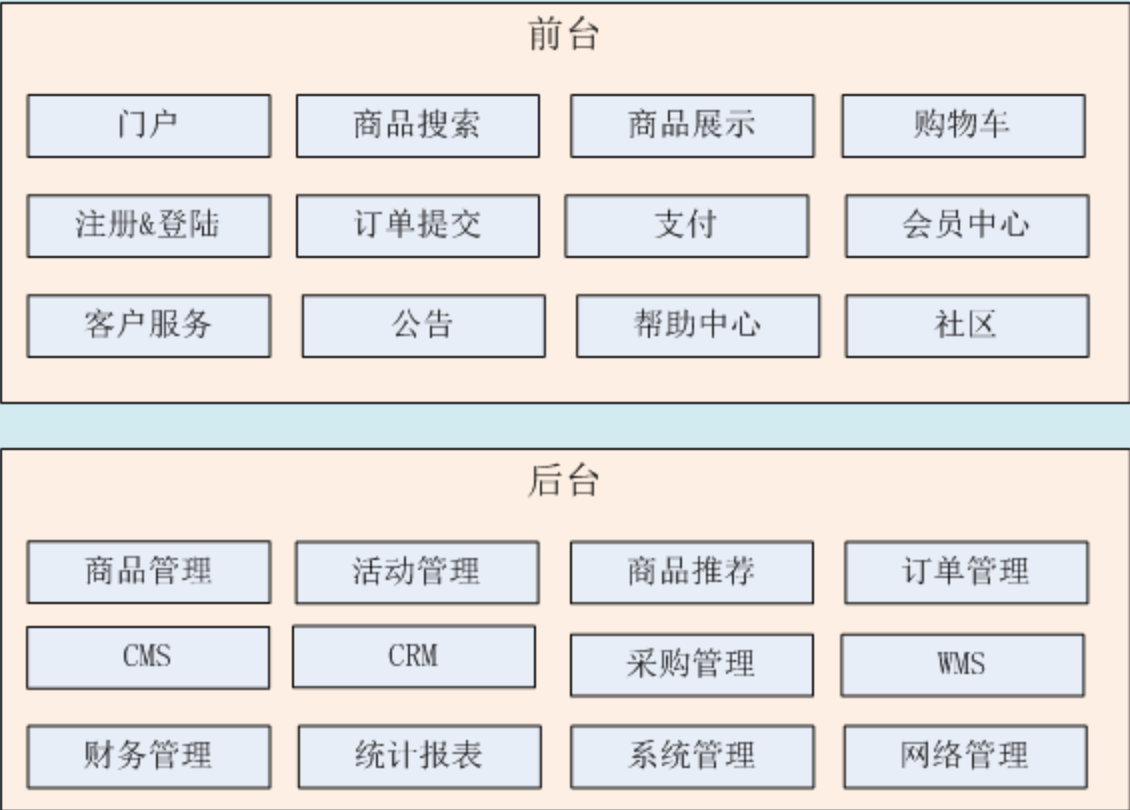 前台
门户 商品搜索 商品展示 购物车
注册&登陆 订单提交 支付 会员中心
客户服务 公告 帮助中心 社区
后台
商品管理 活动管理 商品推荐 订单管理
CMS CRM 采购管理 WMS
财务管理 统计报表 系统管理 网络管理